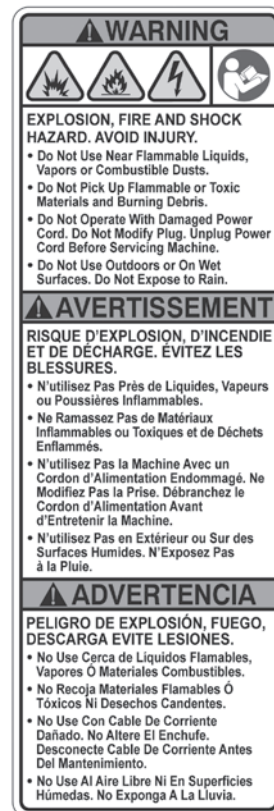 WARNING
EXPLOSION, FIRE AND SHOCK
HAZARD. AVOID INJURY.
• Do Not Use Near Flammable Liquids,
Vapors or Combustible Dusts.
• Do Not Pick Up Flammable or Toxic
Materials and Burning Debris.
• Do Not Operate With Damaged Power
Cord. Do Not Modify Plug. Unplug Power
Cord Before Servicing Machine.
• Do Not Use Outdoors or On Wet
Surfaces. Do Not Expose to Rain.
AVERTISSEMENT
RISQUE D'EXPLOSION, D'INCENDIE
ET DE DÉCHARGE. ÉVITEZ LES
BLESSURES.
• N'utilisez Pas Près de Liquides, Vapeurs
ou Poussières Inflammables.
• Ne Ramassez Pas de Matériaux
Inflammables ou Toxiques et de Déchets
Enflammés.
• N'utilisez Pas la Machine Avec un
Cordon d'Alimentation Endommagé. Ne
Modifiez Pas la Prise. Débranchez le
Cordon d'Alimentation Avant
d'Entretenir la Machine.
• N'utilisez Pas en Extérieur ou Sur des
Surfaces Humides. N'Exposez Pas
à la Pluie.
ADVERTENCIA
PELIGRO DE EXPLOSIÓN, FUEGO,
DESCARGA EVITE LESIONES.
• No Use Cerca de Liquidos Flamables,
Vapores Ó Materiales Combustibles.
• No Recoja Materiales Flamables Ó
Tóxicos Ni Desechos Candentes.
• No Use Con Cable De Corriente
Dañado. No Altere El Enchufe.
Desconecte Cable De Corriente Antes
Del Mantenimiento.
• No Use Al Aire Libre Ni En Superficies
Húmedas. No Exponga A La Lluvia.